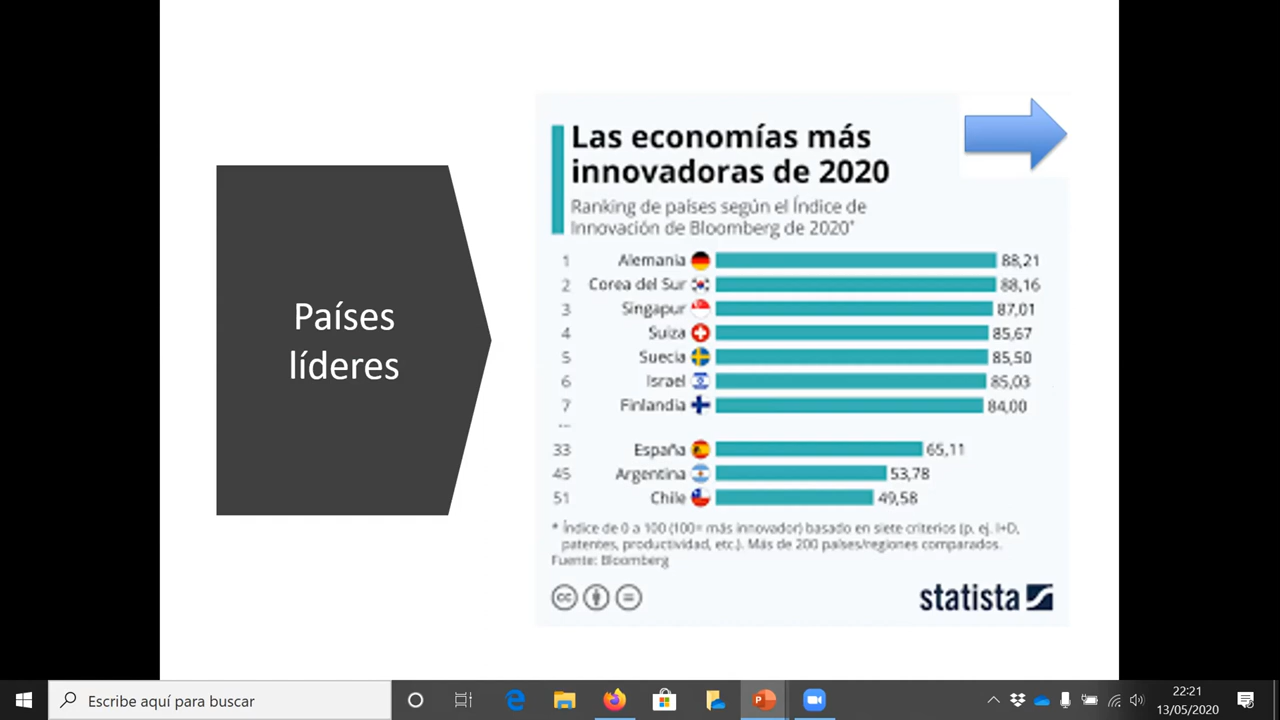 Países
líderes
Las economías más
innovadoras de 2020
Ranking de países según el Índice de
Innovación de Bloomberg de 2020*
1 Alemania 88,21
2 Corea del Sur 88,16
3 Singapur 87,01
4 Suiza 85,67
5 Suecia 85,50
6 Israel 85,03
7 Finlandia 84,00
...
33 España 65,11
45 Argentina 53,78
51 Chile 49,58
* Índice de 0 a 100 (100= más innovador) basado en siete criterios (p. ej. I+D,
patentes, productividad, etc.). Más de 200 países/regiones comparados.
Fuente: Bloomberg
cc
statista
Escribe aquí para buscar
22:21
13/05/2020